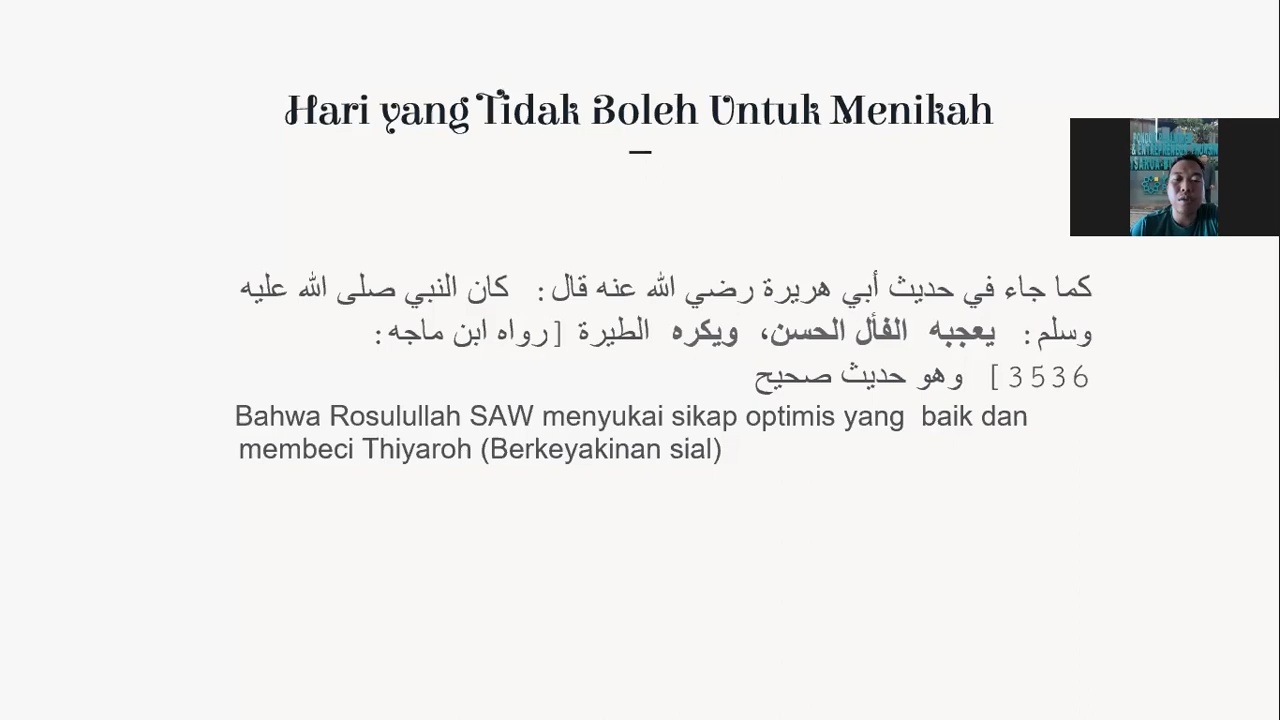 Hari yang Tidak Boleh Untuk Menikah
كما جاء في حديث أبي هريرة رضي الله عنه قال: كان النبي صلى الله عليه
وسلم: يعجبه الفأل الحسن، ويكره الطيرة [رواه ابن ماجه:
3536] وهو حديث صحيح
Bahwa Rosulullah SAW menyukai sikap optimis yang baik dan
membeci Thiyaroh (Berkeyakinan sial)